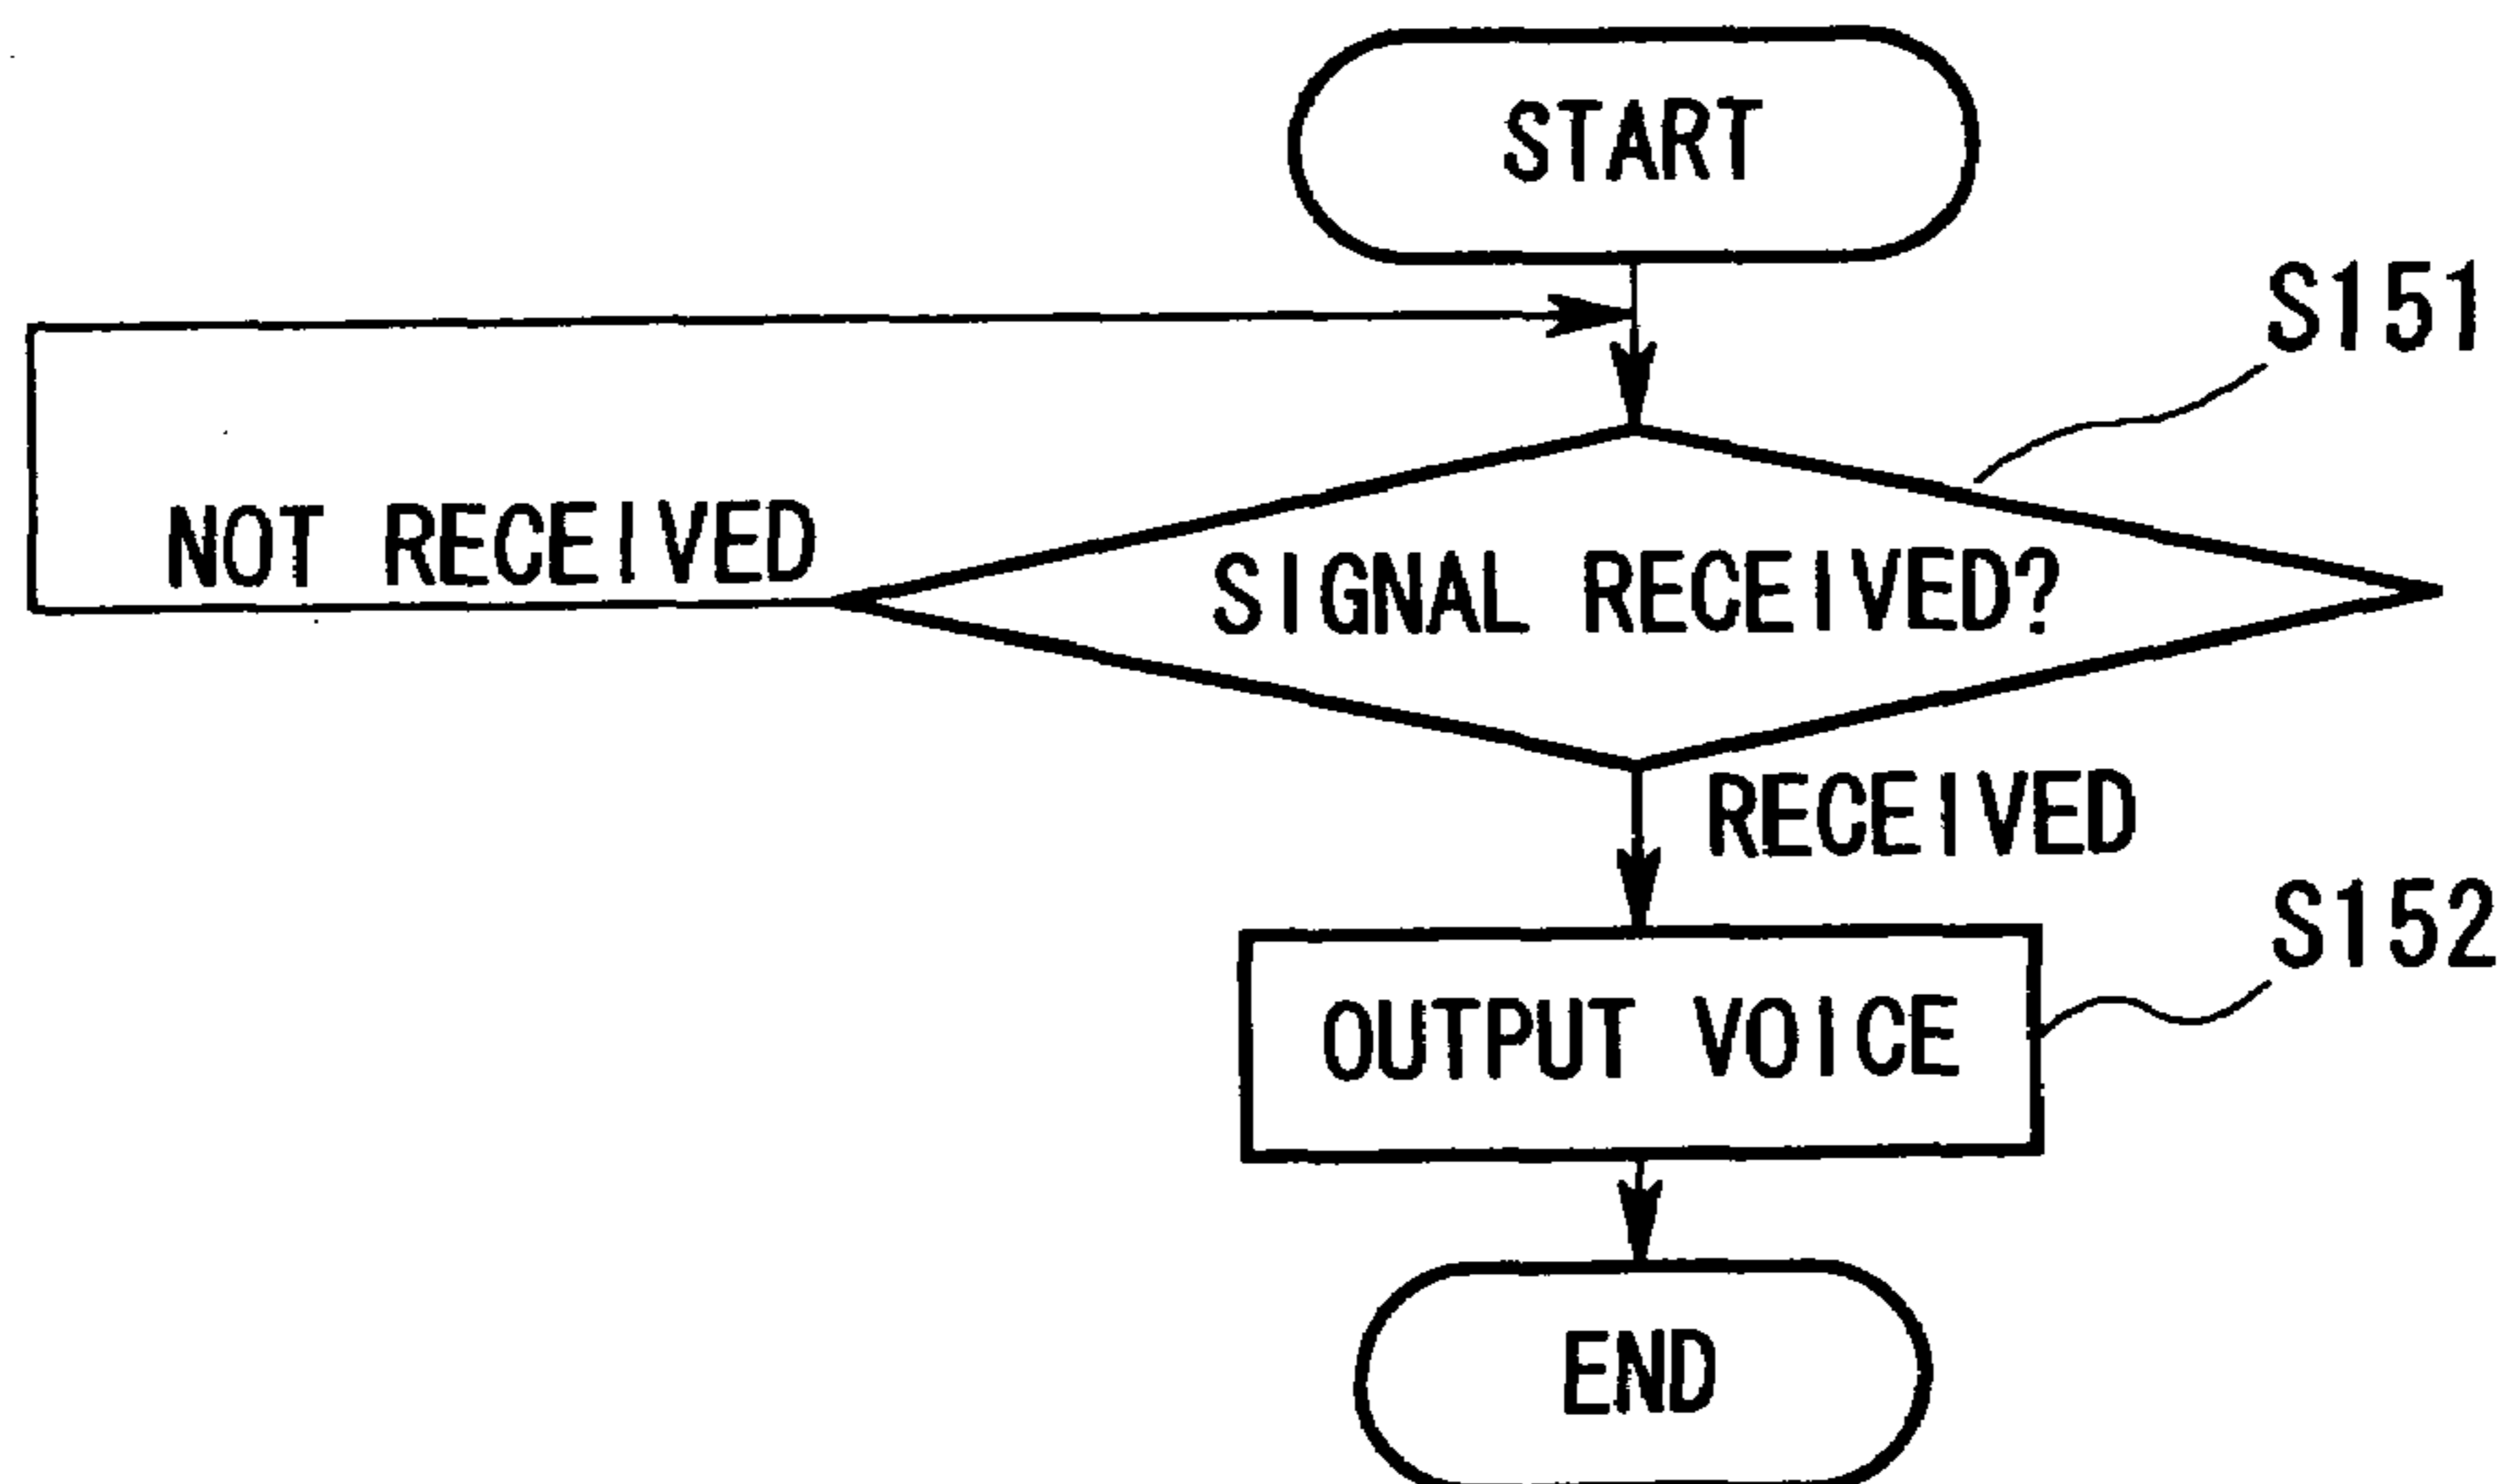 START
S151
NOT RECEIVED
SIGNAL RECEIVED?
RECEIVED
S152
OUTPUT VOICE
END